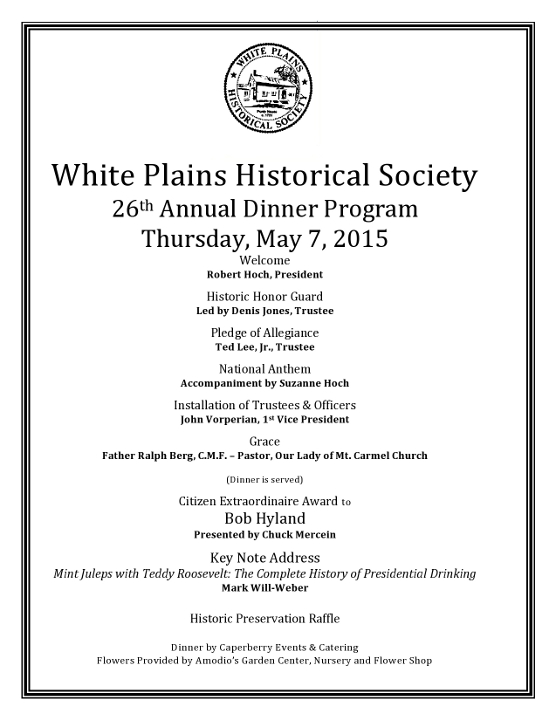 WHITE PLAINS
HISTORICAL SOCIETY
White Plains Historical Society
26th Annual Dinner Program
Thursday, May 7, 2015
Welcome
Robert Hoch, President
Historic Honor Guard
Led by Denis Jones, Trustee
Pledge of Allegiance
Ted Lee, Jr., Trustee
National Anthem
Accompaniment by Suzanne Hoch
Installation of Trustees & Officers
John Vorperian, 1st Vice President
Grace
Father Ralph Berg, C.M.F. – Pastor, Our Lady of Mt. Carmel Church
(Dinner is served)
Citizen Extraordinaire Award to
Bob Hyland
Presented by Chuck Mercein
Key Note Address
Mint Juleps with Teddy Roosevelt: The Complete History of Presidential Drinking
Mark Will-Weber
Historic Preservation Raffle
Dinner by Caperberry Events & Catering
Flowers Provided by Amodio's Garden Center, Nursery and Flower Shop